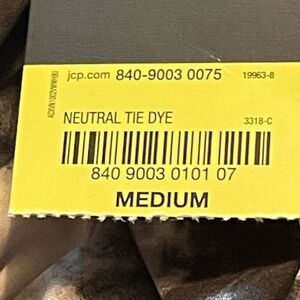 jcp.com 840-9003 0075 19963-8
NEUTRAL TIE DYE 3318-C
840 9003 0101 07
MEDIUM